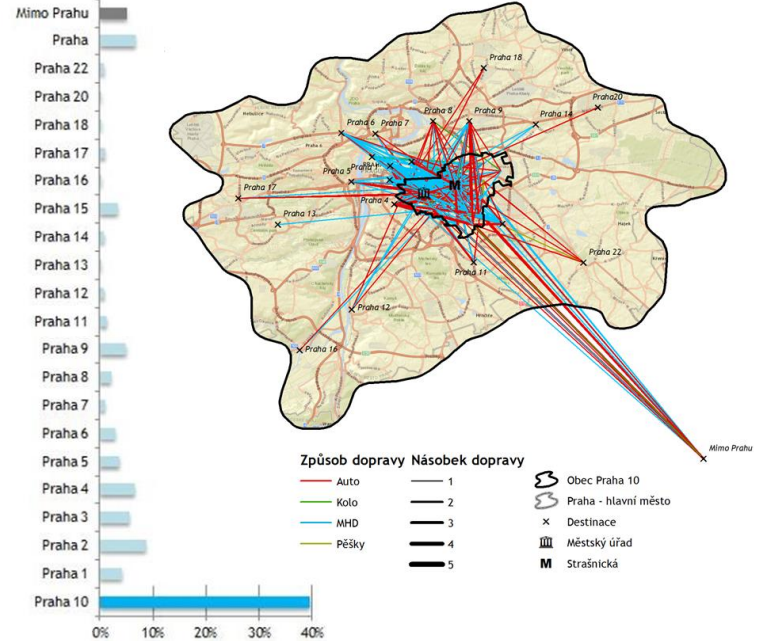 Mimo Prahu
Praha
Praha 22
Praha 20
Praha 18
Praha 17
Praha 16
Praha 15
Praha 14
Praha 13
Praha 12
Praha 11
Praha 9
Praha 8
Praha 7
Praha 6
Praha 5
Praha 4
Praha 3
Praha 2
Praha 1
Praha 10
0% 10% 20% 30% 40%
Praha 18
Praha20
Praha 8 Praha 9 Praha 14
Praha 6 Praha 7
Praha 5
Praha 17
Praha 4
Praha 13
Praha 22
Praha 11
Praha 12
Praha 16
Mimo Prahu
M
Způsob dopravy
Auto
Kolo
MHD
Pěšky
Násobek dopravy
1
2
3
4
5
Obec Praha 10
Praha - hlavní město
Destinace
Městský úřad
M Strašnická